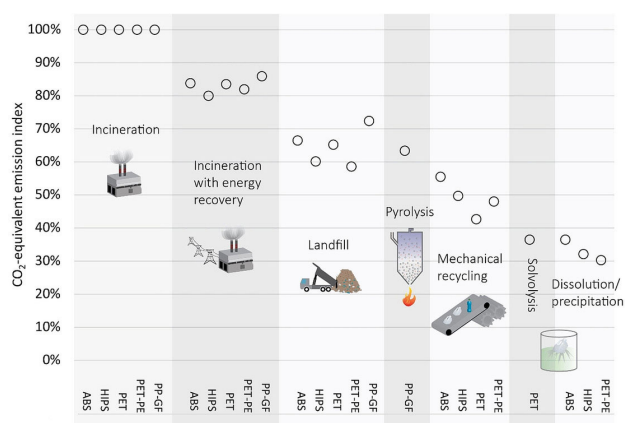 CO₂-equivalent emission index
100%
90%
80%
70%
60%
50%
40%
30%
20%
10%
0%
Incineration
Incineration
with energy
recovery
Landfill
Pyrolysis
Mechanical
recycling
Solvolysis
Dissolution/
precipitation
ABS
HIPS
PET
PET-PE
PP-GF
ABS
HIPS
PET
PET-PE
PP-GF
ABS
HIPS
PET
PET-PE
PP-GF
PP-GF
ABS
HIPS
PET
PET-PE
PET
ABS
HIPS
PET-PE